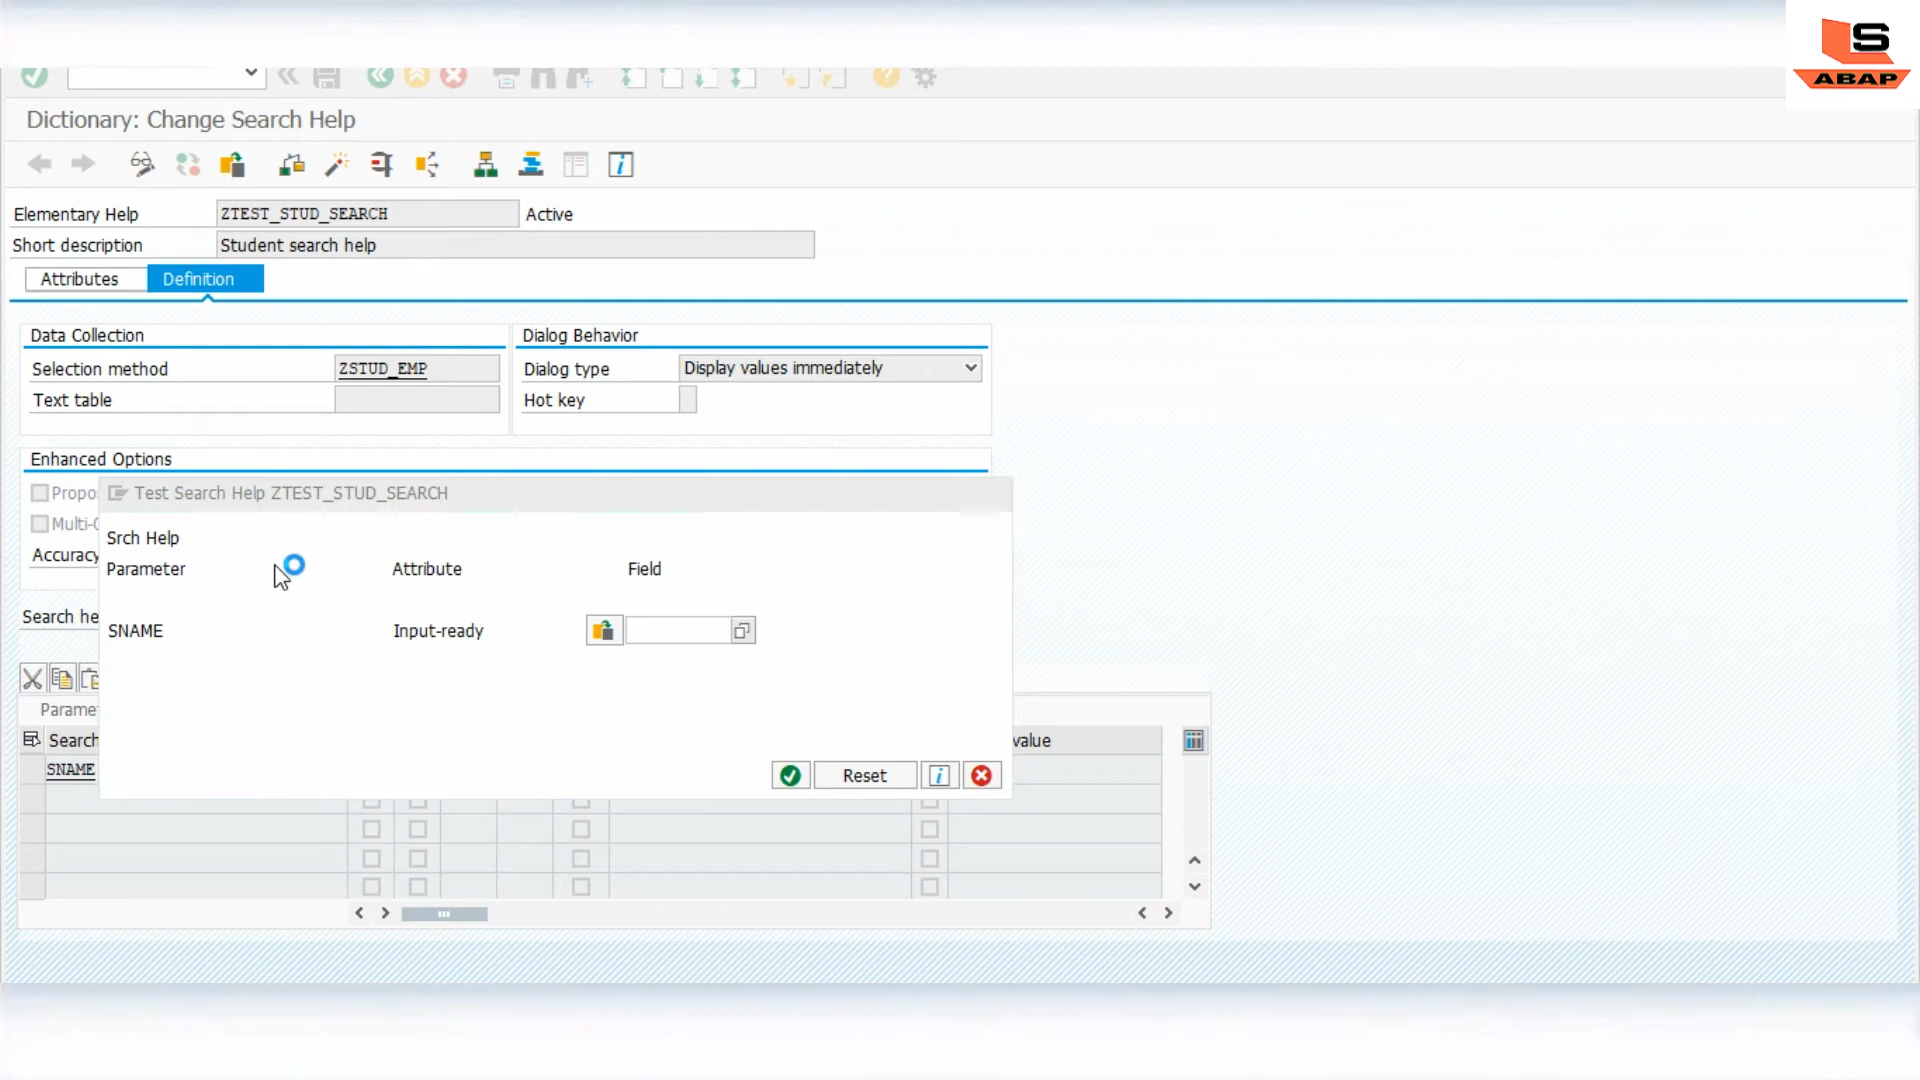 LS
ABAP
Dictionary: Change Search Help
Elementary Help ZTEST_STUD_SEARCH Active
Short description Student search help
Attributes Definition
Data Collection Dialog Behavior
Selection method ZSTUD_EMP Dialog type Display values immediately
Text table Hot key
Enhanced Options
Propo
Test Search Help ZTEST_STUD_SEARCH
Multi-
Srch Help
Accuracy
Parameter Attribute Field
Search he
SNAME Input-ready
Parame
Search value
SNAME
Reset